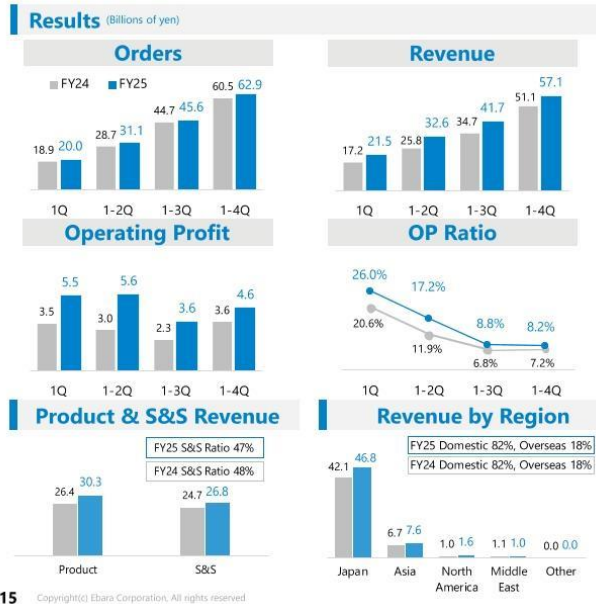 Results (Billions of yen)
Orders
FY24 FY25
18.9 20.0 28.7 31.1 44.7 45.6 60.5 62.9
1Q 1-2Q 1-3Q 1-4Q
Revenue
17.2 21.5 25.8 32.6 34.7 41.7 51.1 57.1
1Q 1-2Q 1-3Q 1-4Q
Operating Profit
3.5 5.5 3.0 5.6 2.3 3.6 3.6 4.6
1Q 1-2Q 1-3Q 1-4Q
OP Ratio
26.0% 17.2% 8.8% 8.2%
20.6% 11.9% 6.8% 7.2%
1Q 1-2Q 1-3Q 1-4Q
Product & S&S Revenue
FY25 S&S Ratio 47%
FY24 S&S Ratio 48%
26.4 30.3 24.7 26.8
Product S&S
Revenue by Region
FY25 Domestic 82%, Overseas 18%
FY24 Domestic 82%, Overseas 18%
42.1 46.8 6.7 7.6 1.0 1.6 1.1 1.0 0.0 0.0
Japan Asia North Middle Other
America East
15 Copyright(c) Ebara Corporation, All rights reserved